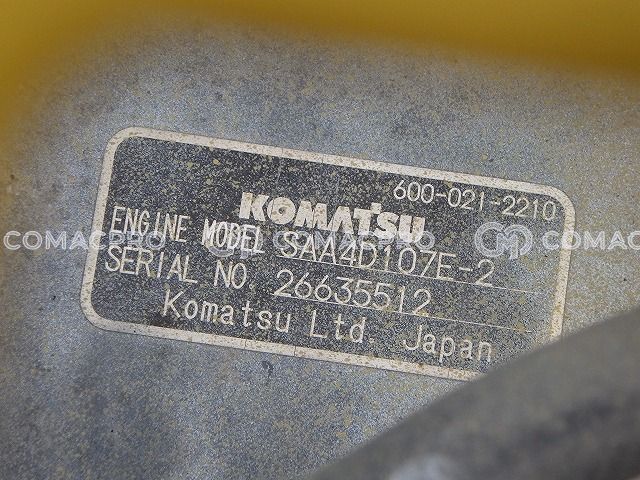 600-021-2210
KOMATSU
ENGINE MODEL SAA4D107E-2
SERIAL NO. 26635512
Komatsu Ltd. Japan
COMACPRO
COMACPRO
COMAC